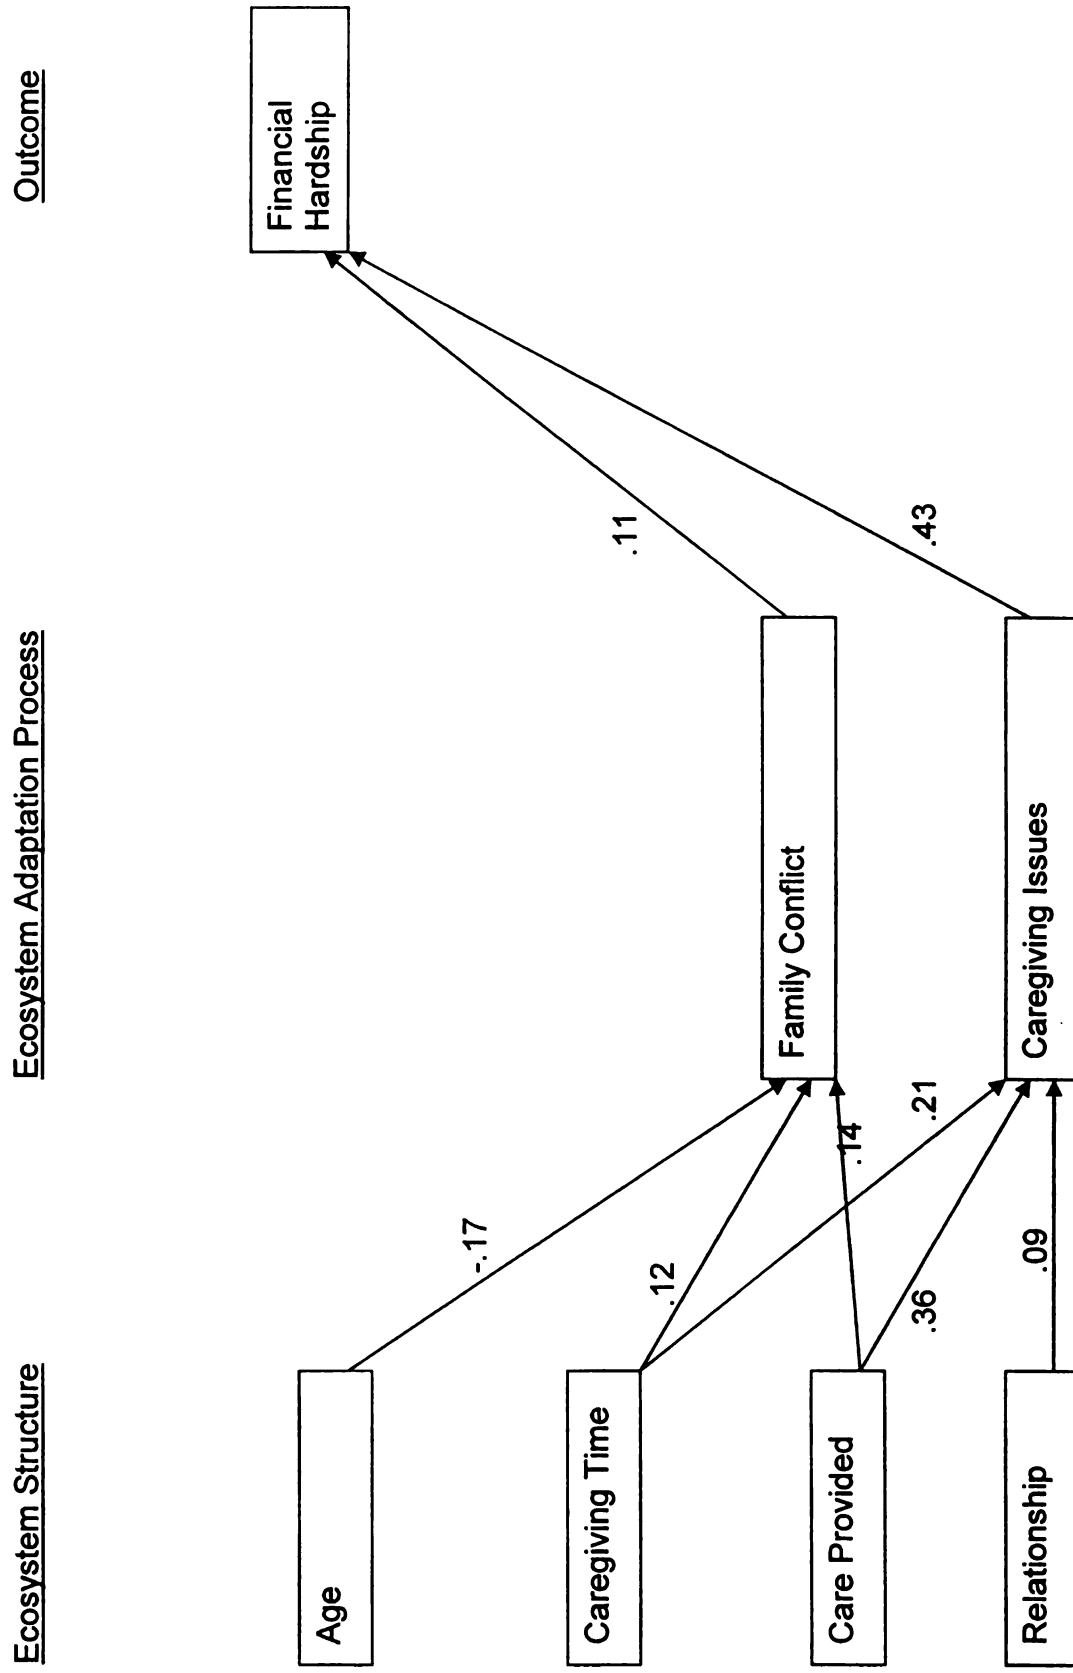 Ecosystem Structure
Ecosystem Adaptation Process
Outcome
Age
Caregiving Time
Care Provided
Relationship
-.17
.12
.36
.09
.14
.21
Family Conflict
Caregiving Issues
.11
.43
Financial
Hardship